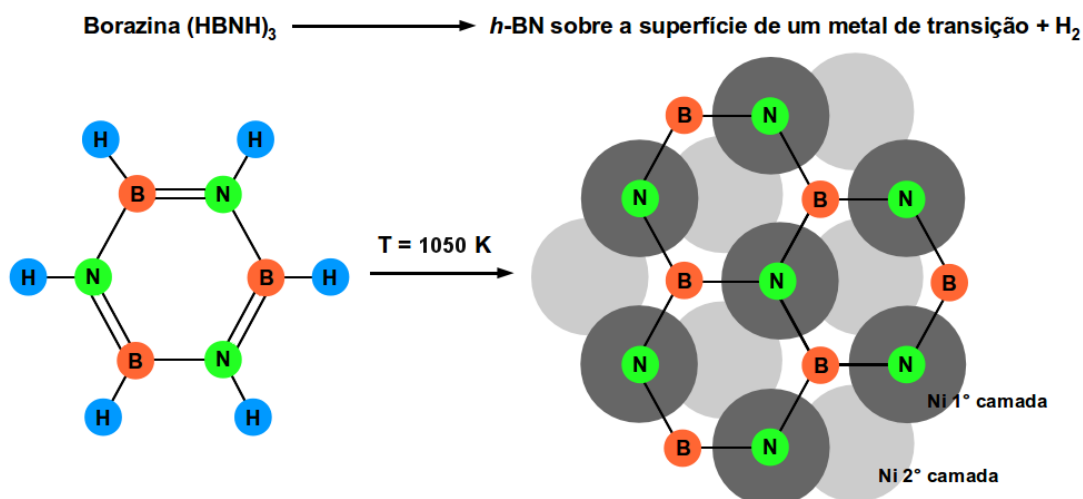 Borazina (HBNH)₃ h-BN sobre a superfície de um metal de transição + H₂
H H
B N
H N B H
B N
H H
T = 1050 K
B N
N B N
B N B
N B N
B N
Ni 1° camada
Ni 2° camada